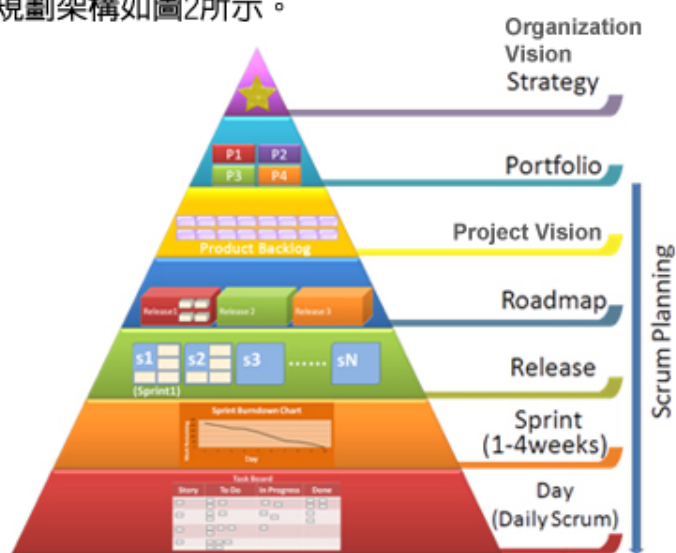 規劃架構如圖2所示。
Organization
Vision
Strategy
P1 P2
P3 P4
Portfolio
Product Backlog
Project Vision
Release1 Release 2 Release 3
Roadmap
s1 s2 s3 ...... sN
(Sprint1)
Release
Sprint Burndown Chart
Day
Sprint
(1-4weeks)
Task Board
Story To Do In Progress Done
Day
(Daily Scrum)
Scrum Planning